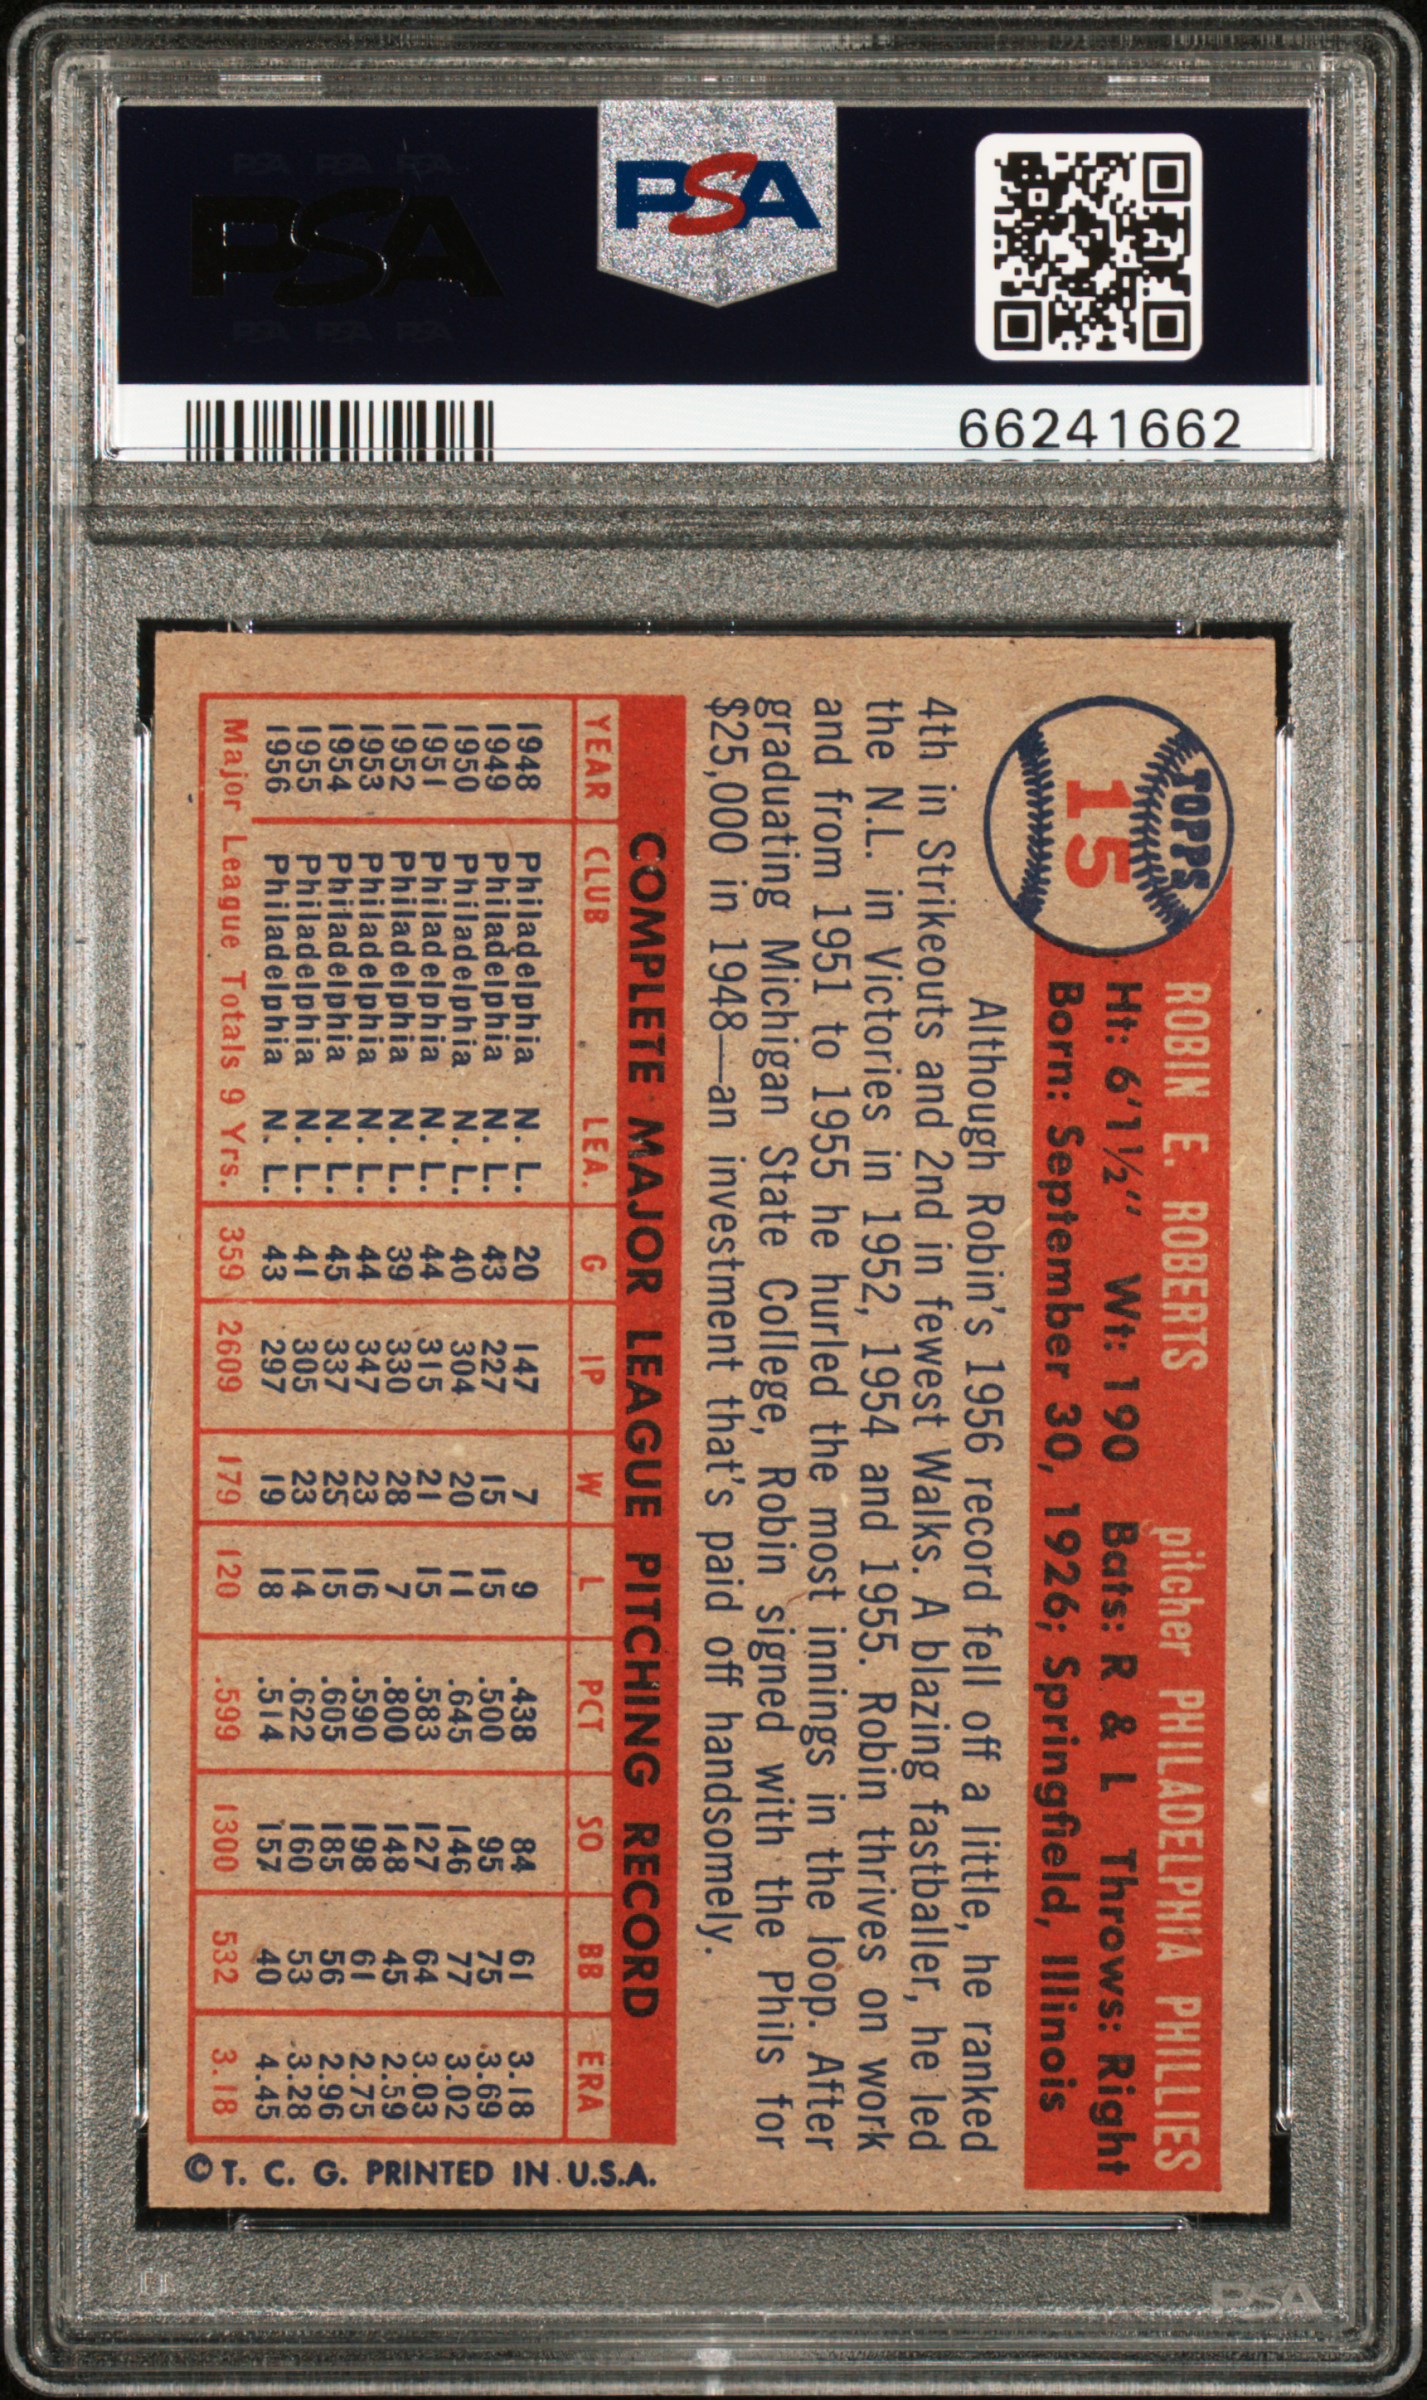 PSA PSA PSA
PSA
PSA PSA PSA
PSA
66241662
TOPPS
15
ROBIN E. ROBERTS pitcher PHILADELPHIA PHILLIES
Ht: 6'1½" Wt: 190 Bats: R & L Throws: Right
Born: September 30, 1926; Springfield, Illinois
Although Robin's 1956 record fell off a little, he ranked
4th in Strikeouts and 2nd in fewest Walks. A blazing fastballer, he led
the N.L. in Victories in 1952, 1954 and 1955. Robin thrives on work
and from 1951 to 1955 he hurled the most innings in the loop. After
graduating Michigan State College, Robin signed with the Phils for
$25,000 in 1948—an investment that's paid off handsomely.
COMPLETE MAJOR LEAGUE PITCHING RECORD
YEAR CLUB LEA. G IP W L PCT SO BB ERA
1948 Philadelphia N. L. 20 147 7 9 .438 84 61 3.18
1949 Philadelphia N. L. 43 227 15 15 .500 95 75 3.69
1950 Philadelphia N. L. 40 304 20 11 .645 146 77 3.02
1951 Philadelphia N. L. 44 315 21 15 .583 127 64 3.03
1952 Philadelphia N. L. 39 330 28 7 .800 148 45 2.59
1953 Philadelphia N. L. 44 347 23 16 .590 198 61 2.75
1954 Philadelphia N. L. 45 337 25 15 .605 185 56 2.96
1955 Philadelphia N. L. 41 305 23 14 .622 160 53 3.28
1956 Philadelphia N. L. 43 297 19 18 .514 157 40 4.45
Major League Totals 9 Yrs. 359 2609 179 120 .599 1300 532 3.18
© T. C. G. PRINTED IN U.S.A.
PSA